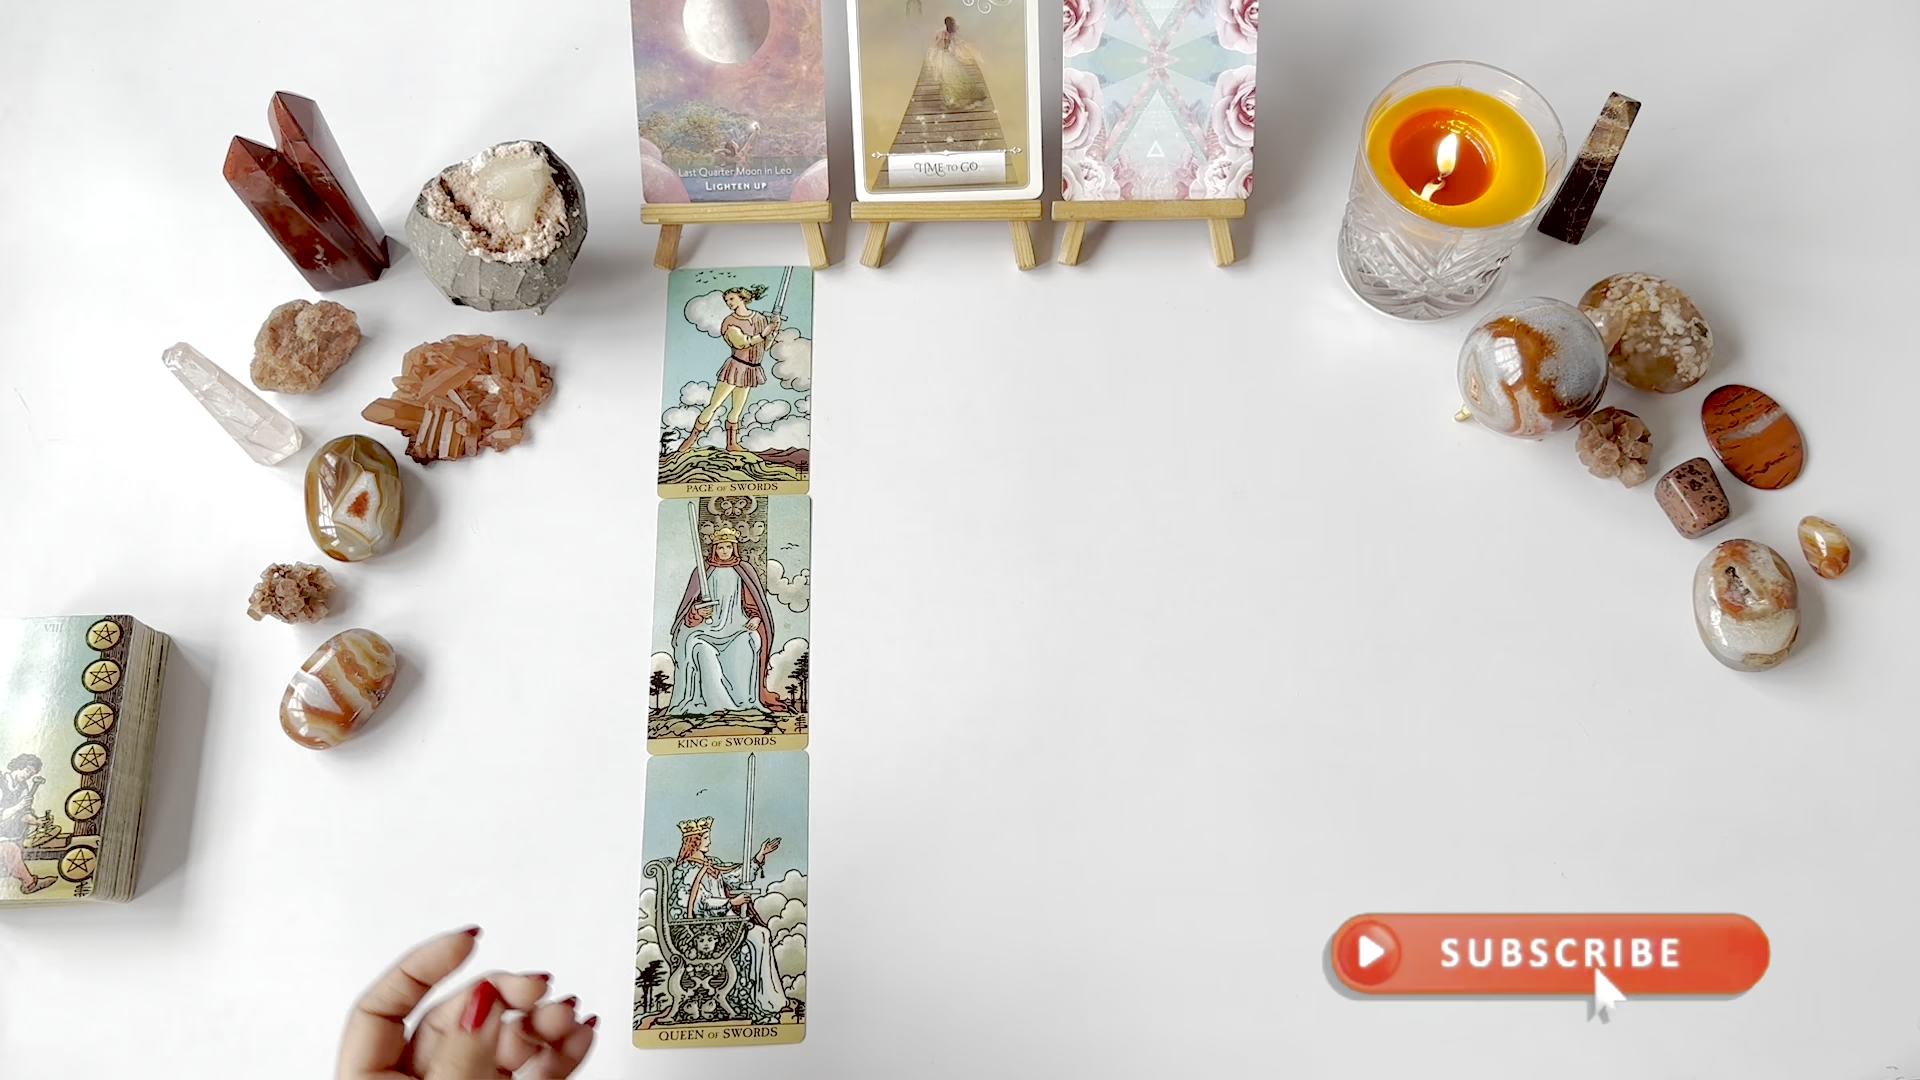 Last Quarter Moon in Leo
LIGHTEN UP
TIME TO GO
PAGE OF SWORDS
KING OF SWORDS
QUEEN OF SWORDS
VIII
SUBSCRIBE